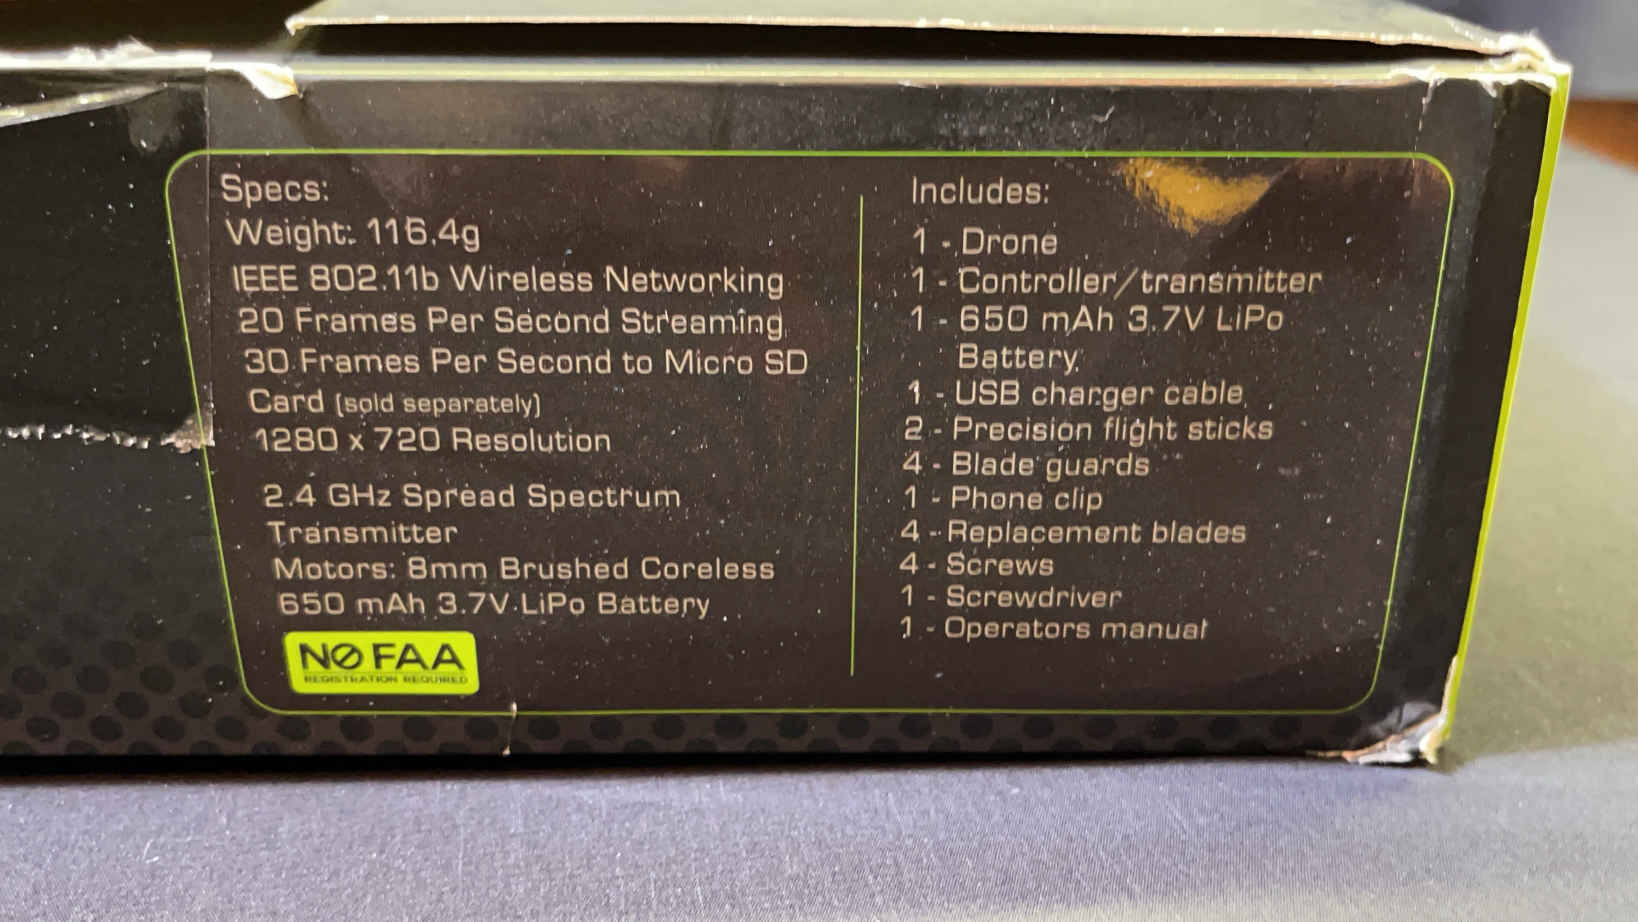 Specs:
Weight: 116.4g
IEEE 802.11b Wireless Networking
20 Frames Per Second Streaming
30 Frames Per Second to Micro SD
Card (sold separately)
1280 x 720 Resolution
2.4 GHz Spread Spectrum
Transmitter
Motors: 8mm Brushed Coreless
650 mAh 3.7V LiPo Battery
NO FAA
REGISTRATION REQUIRED
Includes:
1 - Drone
1 - Controller/transmitter
1 - 650 mAh 3.7V LiPo
Battery
1 - USB charger cable
2 - Precision flight sticks
4 - Blade guards
1 - Phone clip
4 - Replacement blades
4 - Screws
1 - Screwdriver
1 - Operators manual